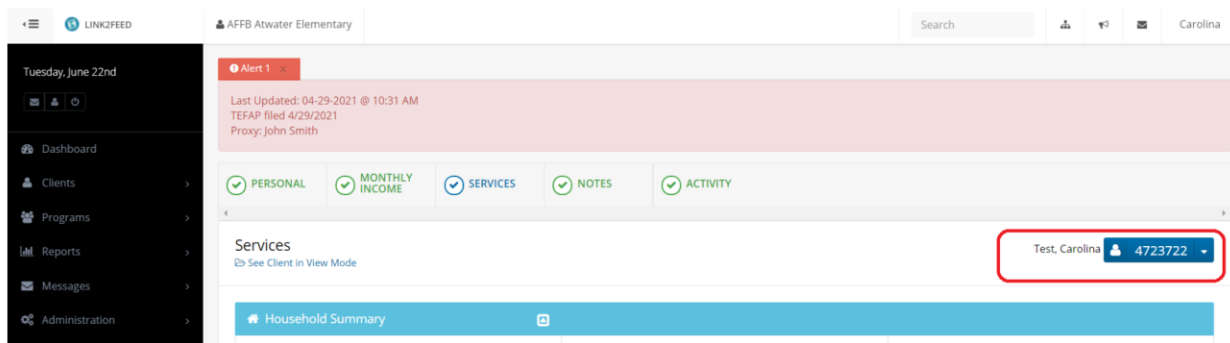 LINK2FEED
AFFB Atwater Elementary
Search
Carolina
Tuesday, June 22nd
Dashboard
Clients
Programs
Reports
Messages
Administration
Alert 1 ×
Last Updated: 04-29-2021 @ 10:31 AM
TEFAP filed 4/29/2021
Proxy: John Smith
PERSONAL
MONTHLY
INCOME
SERVICES
NOTES
ACTIVITY
Services
See Client in View Mode
Test, Carolina 4723722
Household Summary